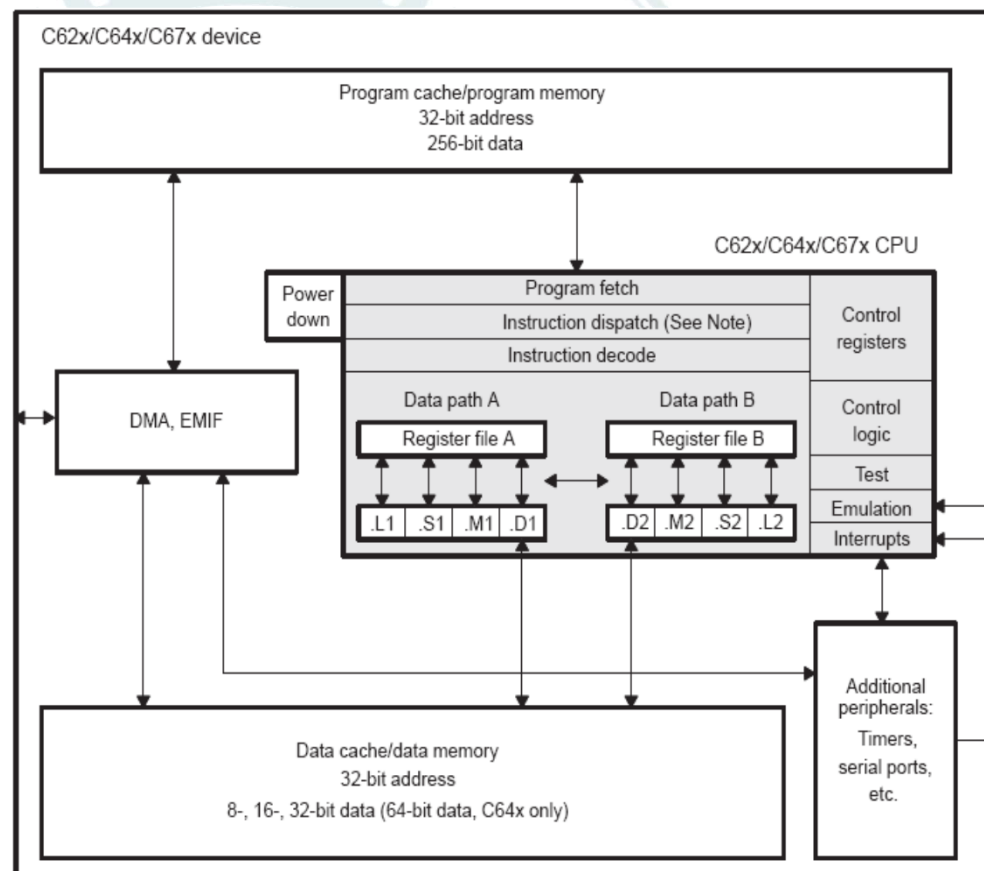 C62x/C64x/C67x device
Program cache/program memory
32-bit address
256-bit data
C62x/C64x/C67x CPU
Power
down
Program fetch
Instruction dispatch (See Note)
Instruction decode
Control
registers
DMA, EMIF
Data path A
Data path B
Register file A
Register file B
.L1 .S1 .M1 .D1
.D2 .M2 .S2 .L2
Control
logic
Test
Emulation
Interrupts
Data cache/data memory
32-bit address
8-, 16-, 32-bit data (64-bit data, C64x only)
Additional
peripherals:
Timers,
serial ports,
etc.